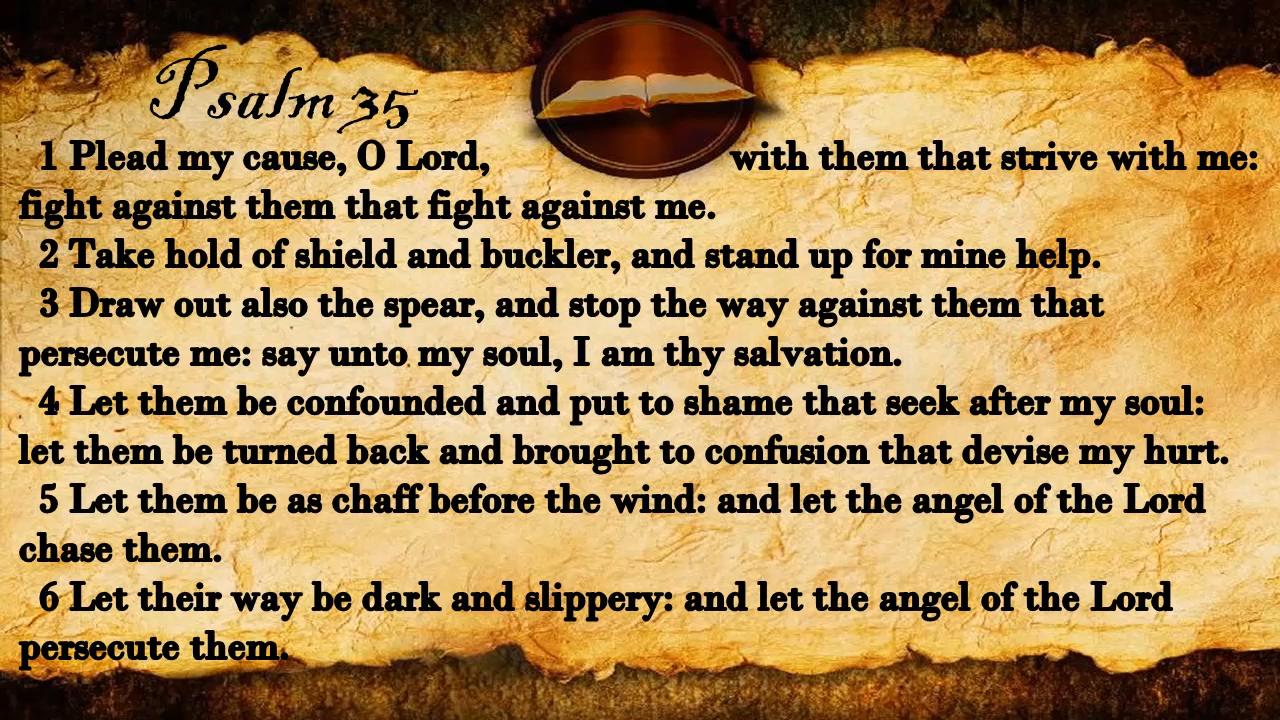 Psalm 35
1 Plead my cause, O Lord, with them that strive with me:
fight against them that fight against me.
2 Take hold of shield and buckler, and stand up for mine help.
3 Draw out also the spear, and stop the way against them that
persecute me: say unto my soul, I am thy salvation.
4 Let them be confounded and put to shame that seek after my soul:
let them be turned back and brought to confusion that devise my hurt.
5 Let them be as chaff before the wind: and let the angel of the Lord
chase them.
6 Let their way be dark and slippery: and let the angel of the Lord
persecute them.